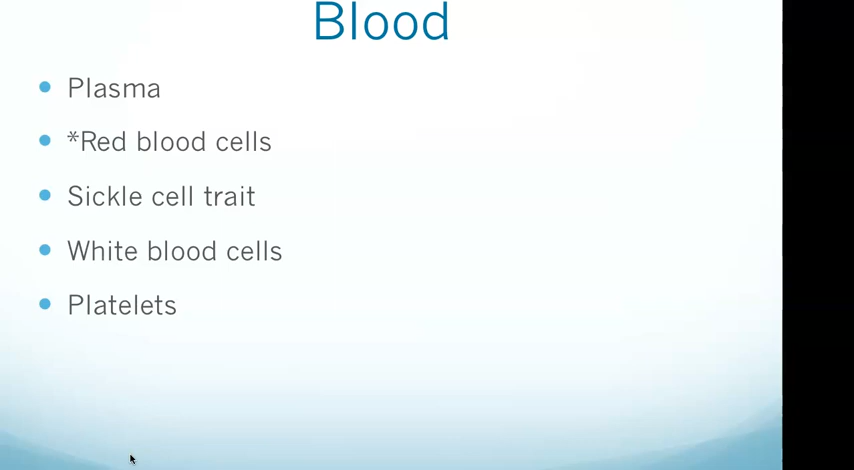 Blood
Plasma
*Red blood cells
Sickle cell trait
White blood cells
Platelets